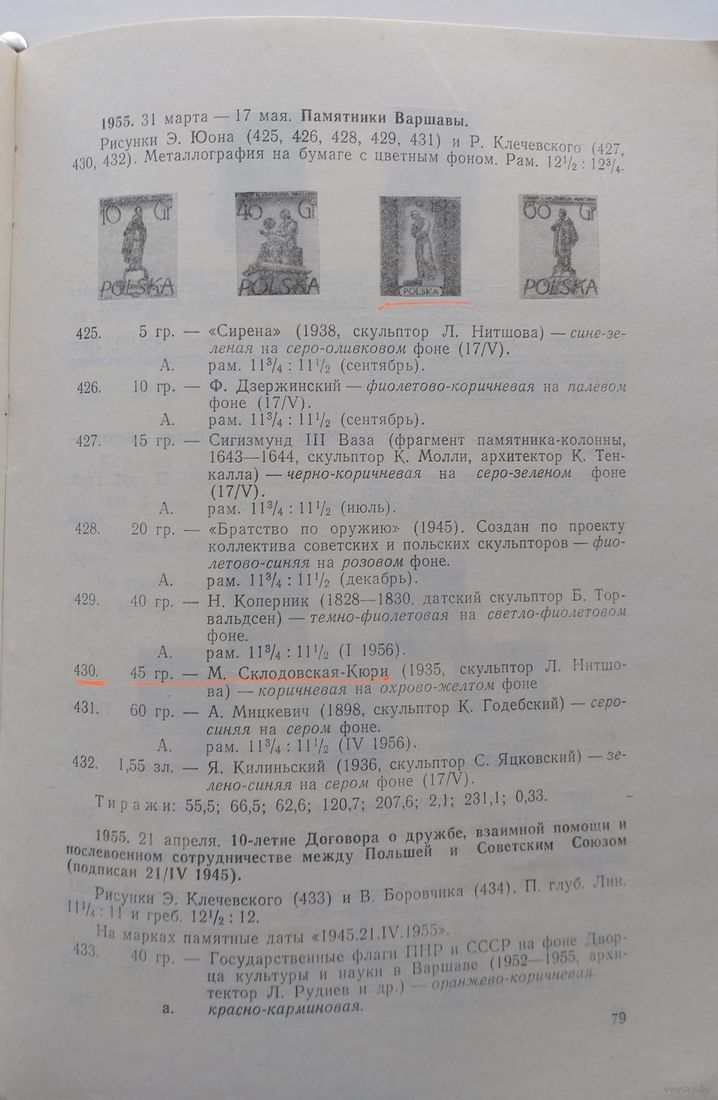 1955. 31 марта — 17 мая. Памятники Варшавы.
Рисунки Э. Юона (425, 426, 428, 429, 431) и Р. Клечевского (427,
430, 432). Металлография на бумаге с цветным фоном. Рам. 12¹/₂ : 12³/₄.
10 Gr 40 Gr 45 60 Gr
POLSKA POLSKA POLSKA POLSKA
425. 5 гр. — «Сирена» (1938, скульптор Л. Нитшова) — сине-зе-
леная на серо-оливковом фоне (17/V).
А. рам. 11³/₄ : 11¹/₂ (сентябрь).
426. 10 гр. — Ф. Дзержинский — фиолетово-коричневая на палевом
фоне (17/V).
А. рам. 11³/₄ : 11¹/₂ (сентябрь).
427. 15 гр. — Сигизмунд III Ваза (фрагмент памятника-колонны,
1643—1644, скульптор К. Молли, архитектор К. Тен-
калла) — черно-коричневая на серо-зеленом фоне
(17/V).
А. рам. 11³/₄ : 11¹/₂ (июль).
428. 20 гр. — «Братство по оружию» (1945). Создан по проекту
коллектива советских и польских скульпторов — фио-
летово-синяя на розовом фоне.
А. рам. 11³/₄ : 11¹/₂ (декабрь).
429. 40 гр. — Н. Коперник (1828—1830, датский скульптор Б. Тор-
вальдсен) — темно-фиолетовая на светло-фиолетовом
фоне.
А. рам. 11³/₄ : 11¹/₂ (I 1956).
430. 45 гр. — М. Склодовская-Кюри (1935, скульптор Л. Нитшо-
ва) — коричневая на охрово-желтом фоне
431. 60 гр. — А. Мицкевич (1898, скульптор К. Годебский) — серо-
синяя на сером фоне.
А. рам. 11³/₄ : 11¹/₂ (IV 1956).
432. 1,55 зл. — Я. Килиньский (1936, скульптор С. Яцковский) — зе-
лено-синяя на сером фоне (17/V).
Тиражи: 55,5; 66,5; 62,6; 120,7; 207,6; 2,1; 231,1; 0,33.
1955. 21 апреля. 10-летие Договора о дружбе, взаимной помощи и
послевоенном сотрудничестве между Польшей и Советским Союзом
(подписан 21/IV 1945).
Рисунки Э. Клечевского (433) и В. Боровчика (434). П. глуб. Лин.
11¹/₄ : 11 и греб. 12¹/₂ : 12.
На марках памятные даты «1945.21.IV.1955».
433. 40 гр. — Государственные флаги ПНР и СССР на фоне Двор-
ца культуры и науки в Варшаве (1952—1955, архи-
тектор Л. Руднев и др.) — оранжево-коричневая.
а. красно-карминовая.
79
www.ay.by